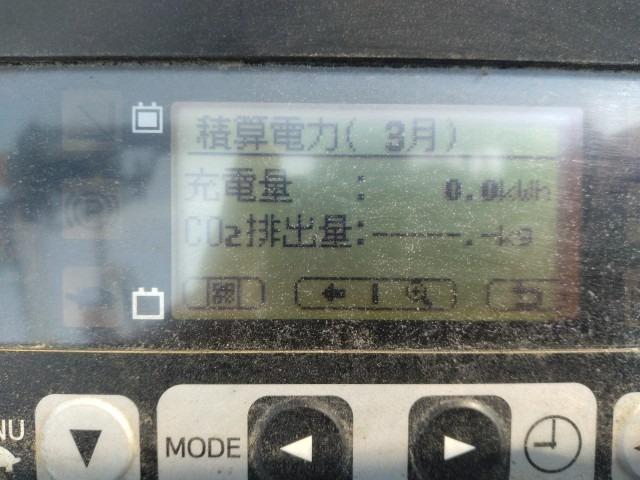 積算電力( 3月)
充電量 : 0.0kWh
CO2排出量:-----.-kg
NU
MODE